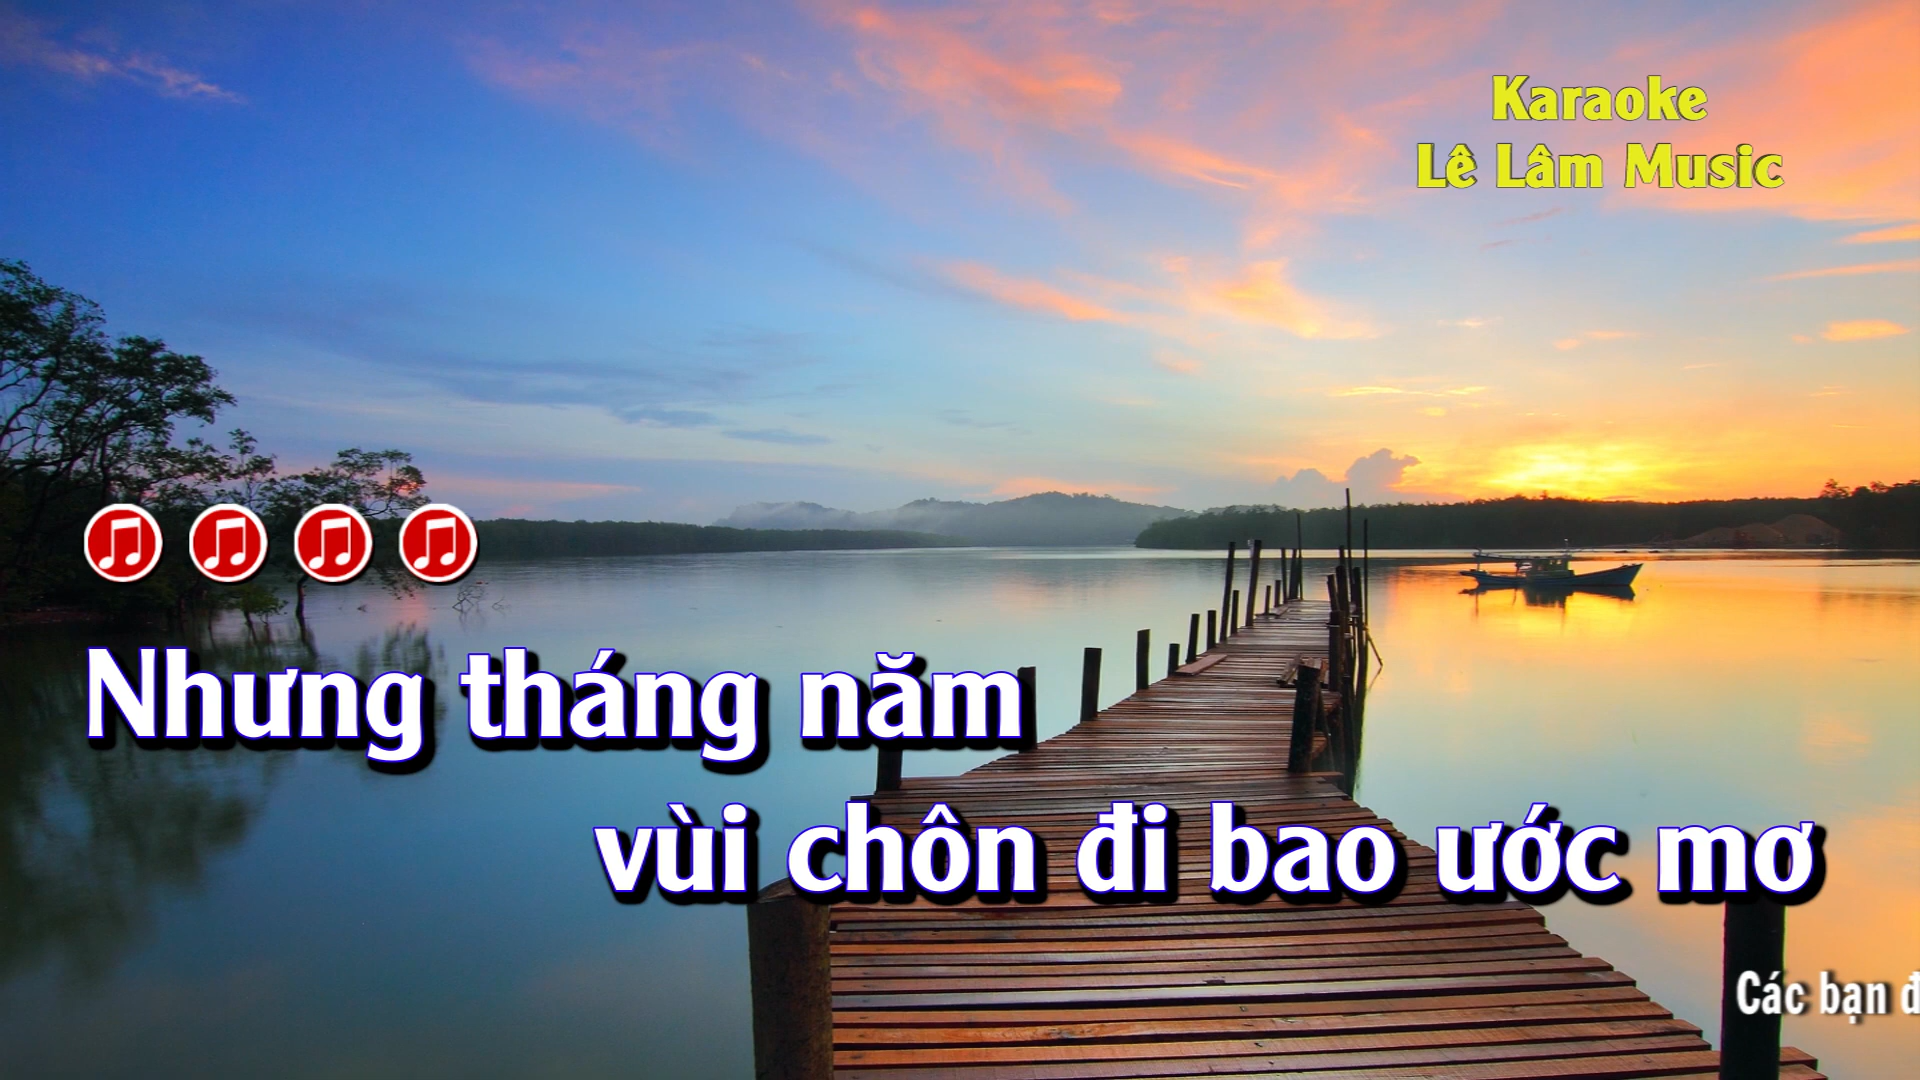 Karaoke
Lê Lâm Music
Nhưng tháng năm
vùi chôn đi bao ước mơ
Các bạn